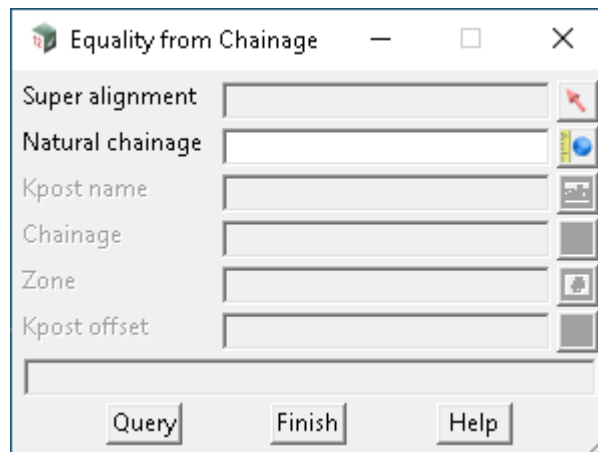 Equality from Chainage
Super alignment
Natural chainage
Kpost name
Chainage
Zone
Kpost offset
Query Finish Help